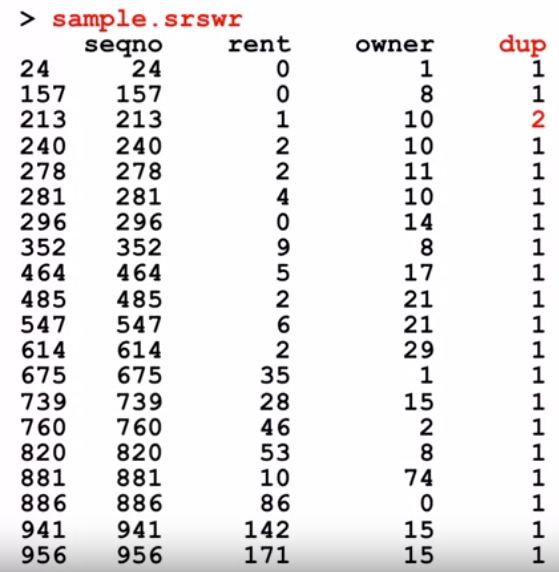 > sample.srswr
seqno rent owner dup
24 24 0 1 1
157 157 0 8 1
213 213 1 10 2
240 240 2 10 1
278 278 2 11 1
281 281 4 10 1
296 296 0 14 1
352 352 9 8 1
464 464 5 17 1
485 485 2 21 1
547 547 6 21 1
614 614 2 29 1
675 675 35 1 1
739 739 28 15 1
760 760 46 2 1
820 820 53 8 1
881 881 10 74 1
886 886 86 0 1
941 941 142 15 1
956 956 171 15 1